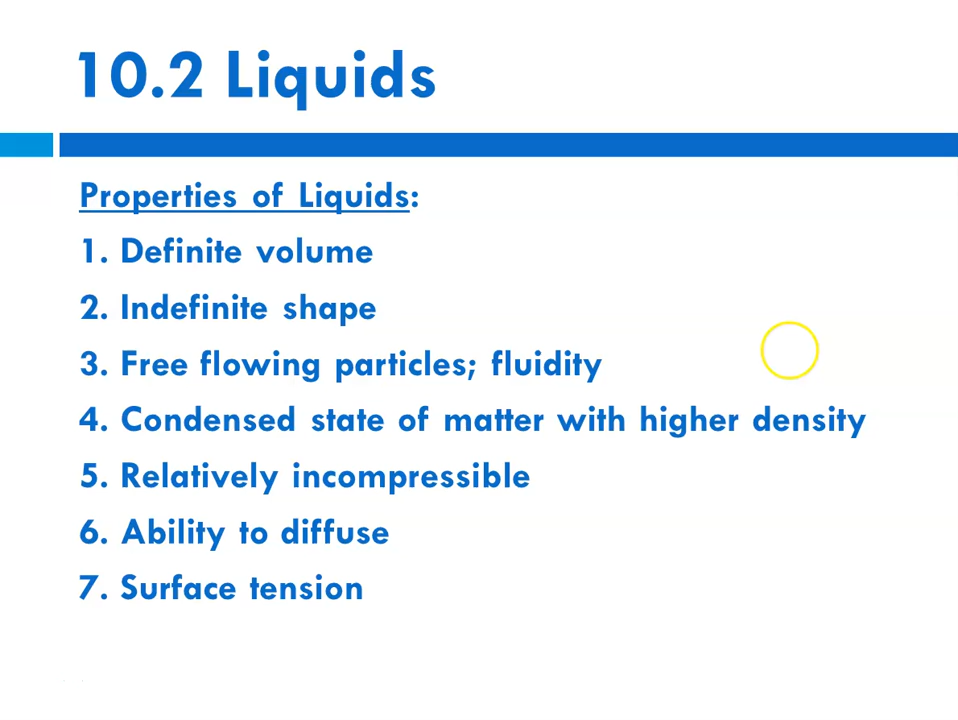 10.2 Liquids
Properties of Liquids:
1. Definite volume
2. Indefinite shape
3. Free flowing particles; fluidity
4. Condensed state of matter with higher density
5. Relatively incompressible
6. Ability to diffuse
7. Surface tension